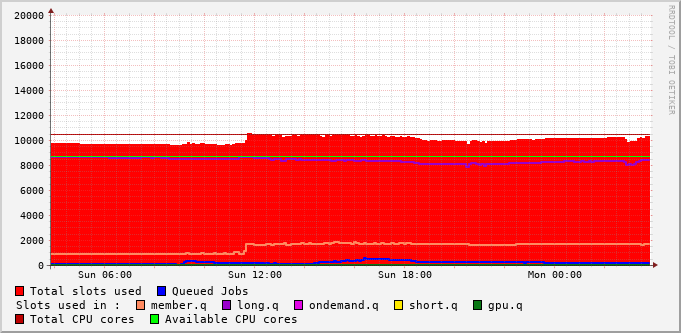 20000
18000
16000
14000
12000
10000
8000
6000
4000
2000
0
Sun 06:00 Sun 12:00 Sun 18:00 Mon 00:00
Total slots used Queued Jobs
Slots used in : member.q long.q ondemand.q short.q gpu.q
Total CPU cores Available CPU cores
RRDTOOL / TOBI OETIKER